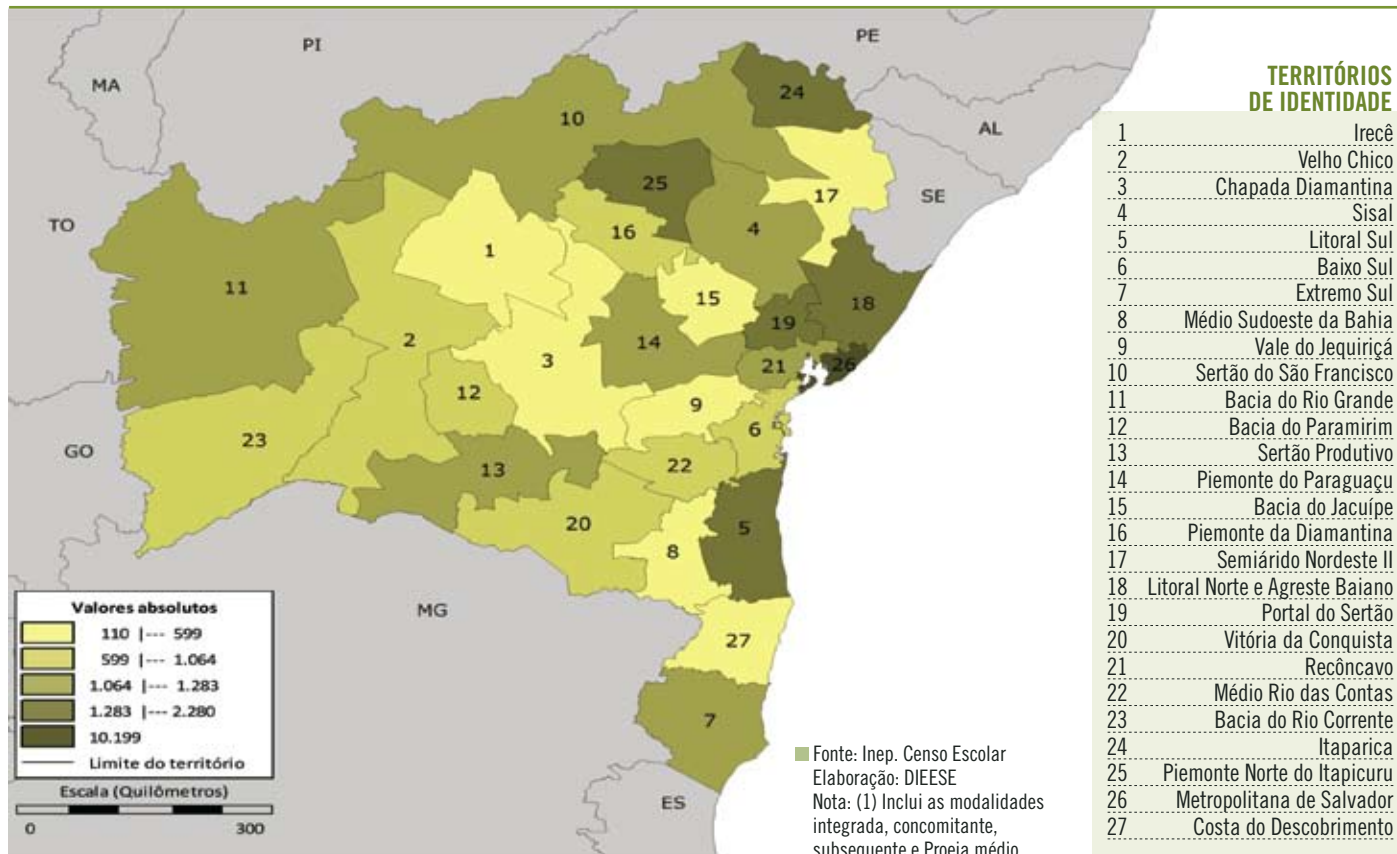 PI
PE
MA
AL
TO
SE
GO
MG
ES
10
24
25
17
16
4
1
11
15
18
2
14
19
3
21
26
12
9
6
23
13
22
20
5
8
27
7
Valores absolutos
110 |--- 599
599 |--- 1.064
1.064 |--- 1.283
1.283 |--- 2.280
10.199
Limite do território
Escala (Quilômetros)
0 300
Fonte: Inep. Censo Escolar
Elaboração: DIEESE
Nota: (1) Inclui as modalidades
integrada, concomitante,
subsequente e Proeja médio
TERRITÓRIOS
DE IDENTIDADE
1 Irecê
2 Velho Chico
3 Chapada Diamantina
4 Sisal
5 Litoral Sul
6 Baixo Sul
7 Extremo Sul
8 Médio Sudoeste da Bahia
9 Vale do Jequiriçá
10 Sertão do São Francisco
11 Bacia do Rio Grande
12 Bacia do Paramirim
13 Sertão Produtivo
14 Piemonte do Paraguaçu
15 Bacia do Jacuípe
16 Piemonte da Diamantina
17 Semiárido Nordeste II
18 Litoral Norte e Agreste Baiano
19 Portal do Sertão
20 Vitória da Conquista
21 Recôncavo
22 Médio Rio das Contas
23 Bacia do Rio Corrente
24 Itaparica
25 Piemonte Norte do Itapicuru
26 Metropolitana de Salvador
27 Costa do Descobrimento